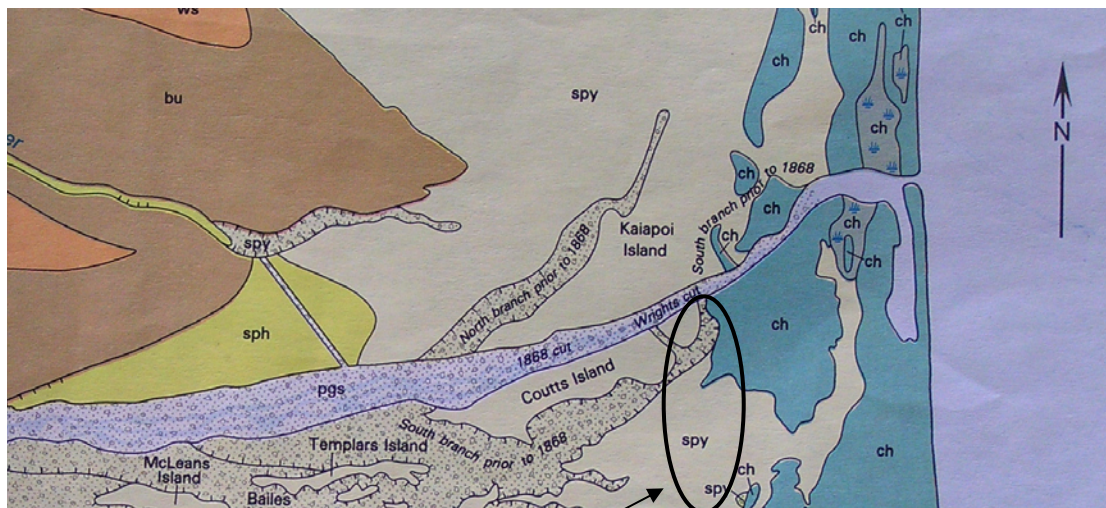 ws
bu
spy
ch
ch
ch
ch
ch
N
er
spy
North branch prior to 1868
Kaiapoi
Island
South branch prior to 1868
ch
ch
ch
ch
sph
pgs
1868 cut
Wrights cut
ch
Coutts Island
South branch prior to 1868
Templars Island
McLeans
Island
Bailes
spy
ch
spy
ch